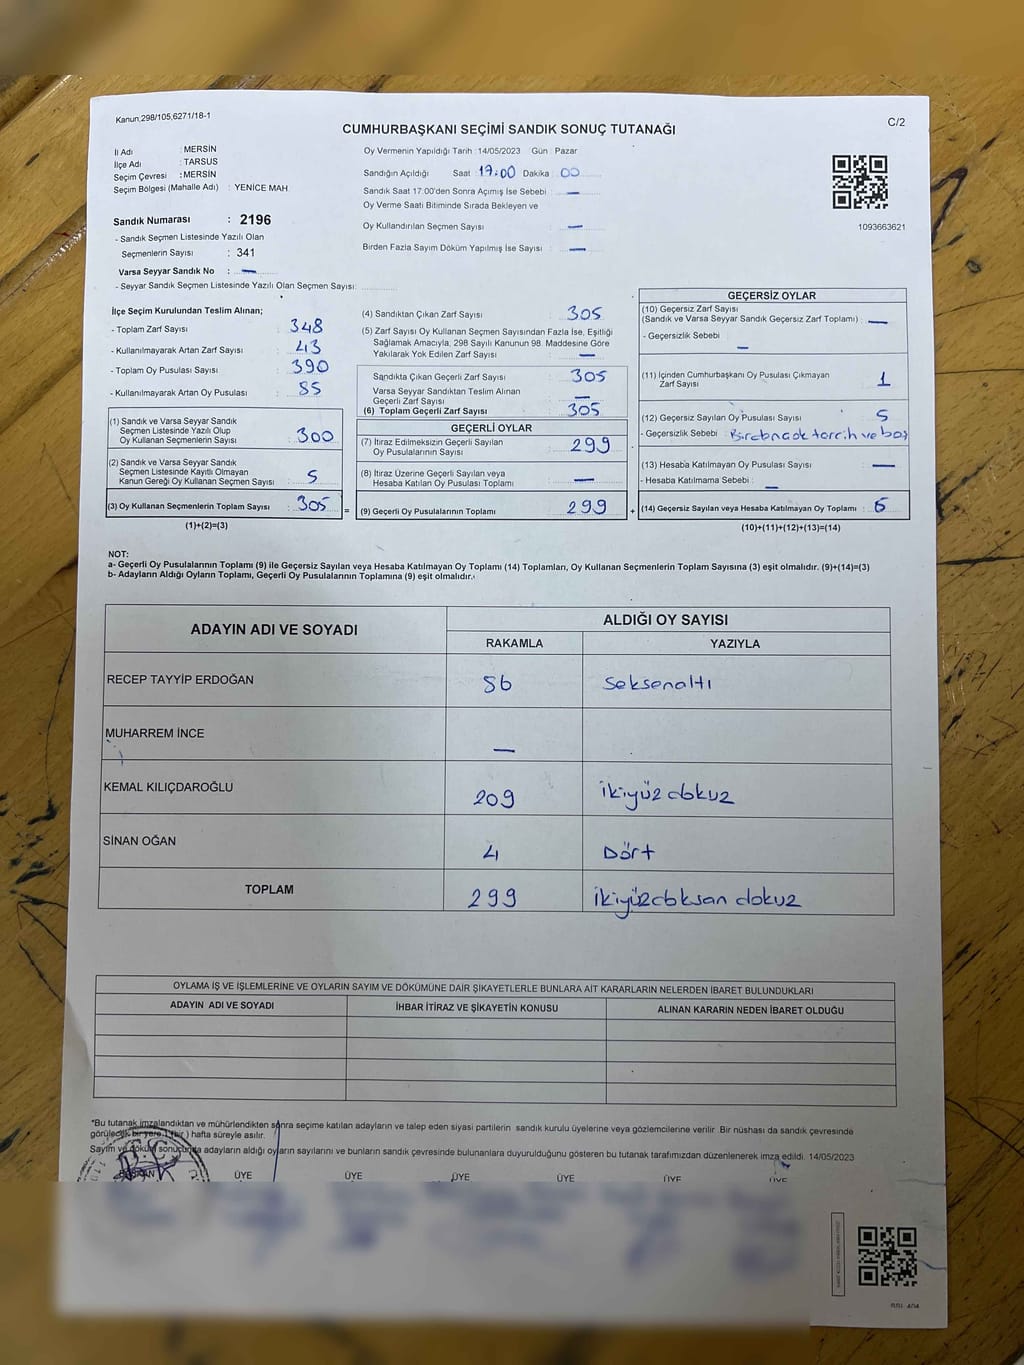 Kanun,298/105,6271/18-1
C/2
CUMHURBAŞKANI SEÇİMİ SANDIK SONUÇ TUTANAĞI
İl Adı : MERSİN
İlçe Adı : TARSUS
Seçim Çevresi : MERSİN
Seçim Bölgesi (Mahalle Adı) : YENİCE MAH.
Sandık Numarası : 2196
- Sandık Seçmen Listesinde Yazılı Olan
Seçmenlerin Sayısı : 341
Varsa Seyyar Sandık No : —
- Seyyar Sandık Seçmen Listesinde Yazılı Olan Seçmen Sayısı:
Oy Vermenin Yapıldığı Tarih : 14/05/2023 Gün : Pazar
Sandığın Açıldığı Saat 17:00 Dakika : 00
Sandık Saat 17:00'den Sonra Açımış İse Sebebi : —
Oy Verme Saati Bitiminde Sırada Bekleyen ve
Oy Kullandırılan Seçmen Sayısı : —
Birden Fazla Sayım Döküm Yapılmış İse Sayısı : —
1093663621
İlçe Seçim Kurulundan Teslim Alınan;
- Toplam Zarf Sayısı : 348
- Kullanılmayarak Artan Zarf Sayısı : 43
- Toplam Oy Pusulası Sayısı : 390
- Kullanılmayarak Artan Oy Pusulası : 85
(1) Sandık ve Varsa Seyyar Sandık
Seçmen Listesinde Yazılı Olup
Oy Kullanan Seçmenlerin Sayısı : 300
(2) Sandık ve Varsa Seyyar Sandık
Seçmen Listesinde Kayıtlı Olmayan
Kanun Gereği Oy Kullanan Seçmen Sayısı : 5
(3) Oy Kullanan Seçmenlerin Toplam Sayısı : 305 =
(1)+(2)=(3)
(4) Sandıktan Çıkan Zarf Sayısı : 305
(5) Zarf Sayısı Oy Kullanan Seçmen Sayısından Fazla İse, Eşitliği
Sağlamak Amacıyla, 298 Sayılı Kanunun 98. Maddesine Göre
Yakılarak Yok Edilen Zarf Sayısı : —
Sandıkta Çıkan Geçerli Zarf Sayısı : 305
Varsa Seyyar Sandıktan Teslim Alınan
Geçerli Zarf Sayısı : —
(6) Toplam Geçerli Zarf Sayısı : 305
GEÇERLİ OYLAR
(7) İtiraz Edilmeksizin Geçerli Sayılan
Oy Pusulalarının Sayısı : 299
(8) İtiraz Üzerine Geçerli Sayılan veya
Hesaba Katılan Oy Pusulası Toplamı : —
(9) Geçerli Oy Pusulalarının Toplamı : 299 +
GEÇERSİZ OYLAR
(10) Geçersiz Zarf Sayısı
(Sandık ve Varsa Seyyar Sandık Geçersiz Zarf Toplamı) : —
- Geçersizlik Sebebi : —
(11) İçinden Cumhurbaşkanı Oy Pusulası Çıkmayan
Zarf Sayısı : 1
(12) Geçersiz Sayılan Oy Pusulası Sayısı : 5
- Geçersizlik Sebebi : tercih ve boş
(13) Hesaba Katılmayan Oy Pusulası Sayısı : —
- Hesaba Katılmama Sebebi : —
(14) Geçersiz Sayılan veya Hesaba Katılmayan Oy Toplamı : 6
(10)+(11)+(12)+(13)=(14)
NOT:
a- Geçerli Oy Pusulalarının Toplamı (9) ile Geçersiz Sayılan veya Hesaba Katılmayan Oy Toplamı (14) Toplamları, Oy Kullanan Seçmenlerin Toplam Sayısına (3) eşit olmalıdır. (9)+(14)=(3)
b- Adayların Aldığı Oyların Toplamı, Geçerli Oy Pusulalarının Toplamına (9) eşit olmalıdır.
ADAYIN ADI VE SOYADI
ALDIĞI OY SAYISI
RAKAMLA YAZIYLA
RECEP TAYYİP ERDOĞAN 86 Seksenaltı
MUHARREM İNCE —
KEMAL KILIÇDAROĞLU 209 ikiyüz dokuz
SİNAN OĞAN 4 Dört
TOPLAM 299 ikiyüzdoksan dokuz
OYLAMA İŞ VE İŞLEMLERİNE VE OYLARIN SAYIM VE DÖKÜMÜNE DAİR ŞİKAYETLERLE BUNLARA AİT KARARLARIN NELERDEN İBARET BULUNDUKLARI
ADAYIN ADI VE SOYADI İHBAR İTİRAZ VE ŞİKAYETİN KONUSU ALINAN KARARIN NEDEN İBARET OLDUĞU
*Bu tutanak imzalandıktan ve mühürlendikten sonra seçime katılan adayların ve talep eden siyasi partilerin sandık kurulu üyelerine veya gözlemcilerine verilir. Bir nüshası da sandık çevresinde
görülecek bir yere 1 (bir) hafta süreyle asılır.
Sayım ve döküm sonucunda adayların aldığı oyların sayılarını ve bunların sandık çevresinde bulunanlara duyurulduğunu gösteren bu tutanak tarafımızdan düzenlenerek imza edildi. 14/05/2023
BAŞKAN ÜYE ÜYE ÜYE ÜYE ÜYE ÜYE